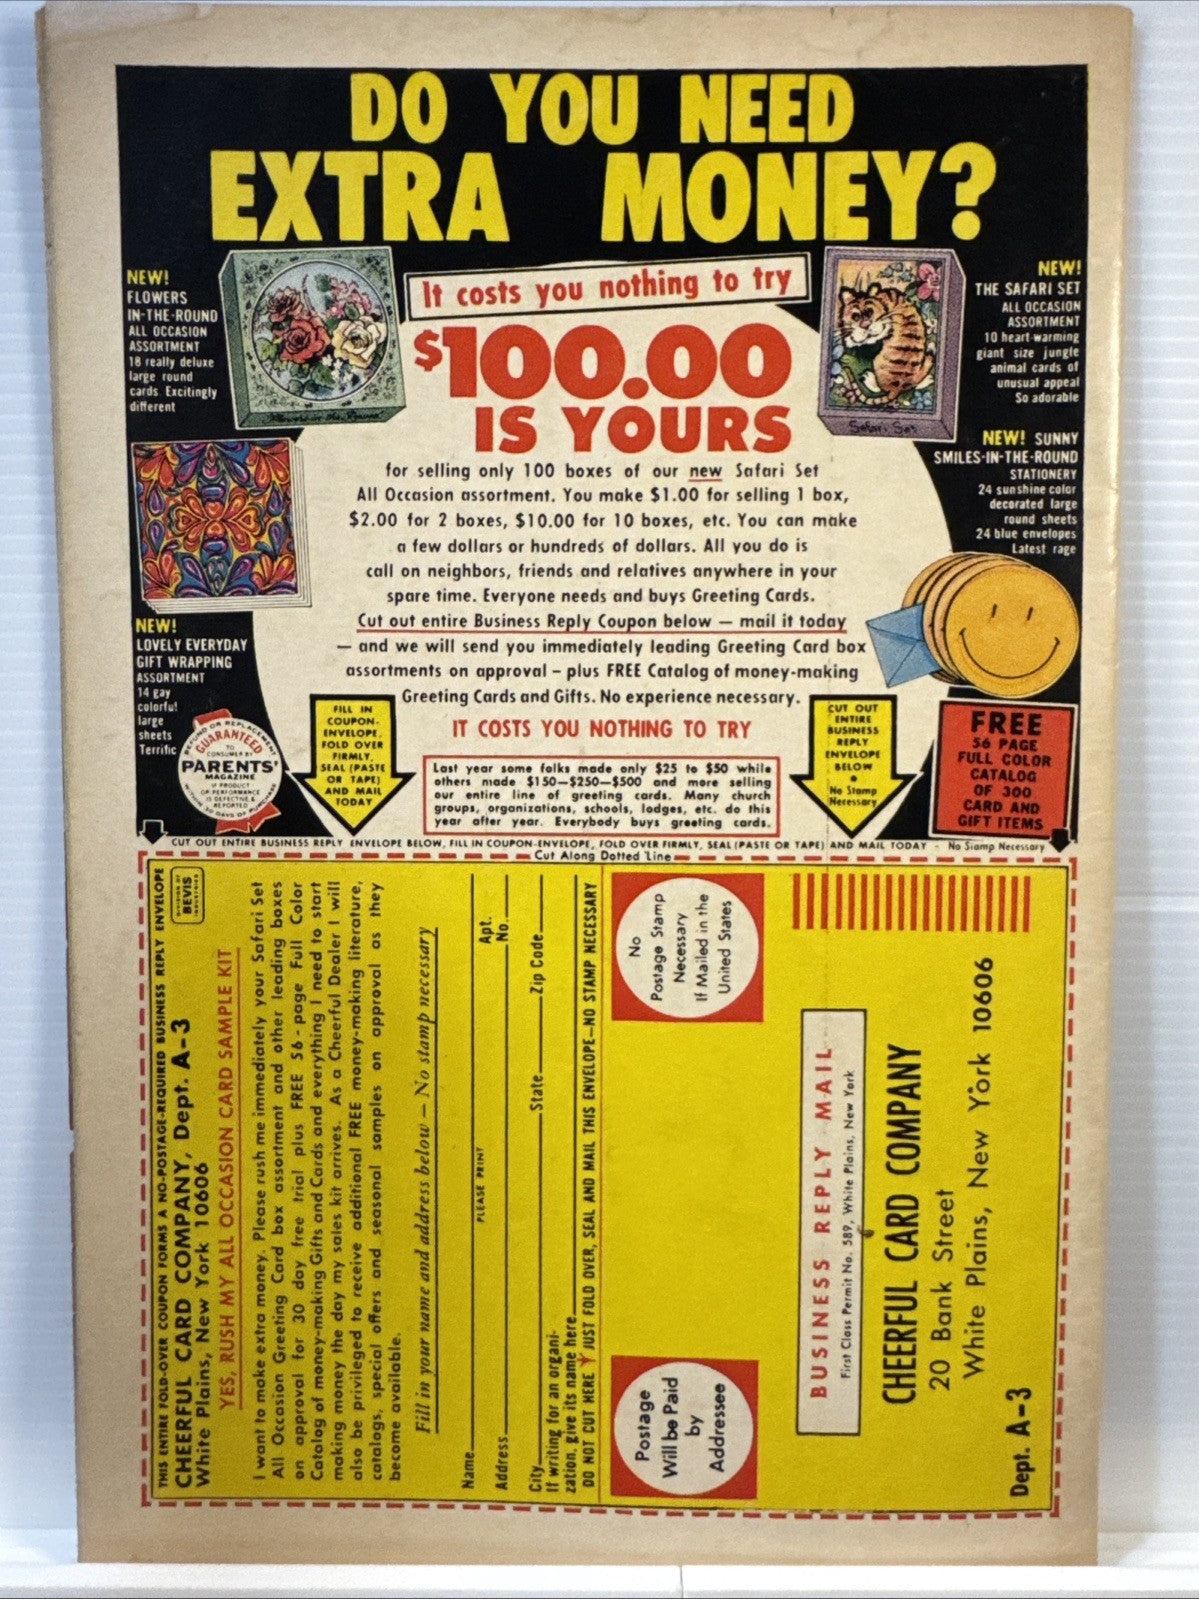 DO YOU NEED
EXTRA MONEY?
It costs you nothing to try
$100.00
IS YOURS
NEW!
FLOWERS
IN-THE-ROUND
ALL OCCASION
ASSORTMENT
18 really deluxe
large round
cards Excitingly
different
NEW!
THE SAFARI SET
ALL OCCASION
ASSORTMENT
10 heart-warming
giant size jungle
animal cards of
unusual appeal
So adorable
Safari Set
NEW! SUNNY
SMILES-IN-THE-ROUND
STATIONERY
24 sunshine color
decorated large
round sheets
24 blue envelopes
Latest rage
for selling only 100 boxes of our new Safari Set
All Occasion assortment. You make $1.00 for selling 1 box,
$2.00 for 2 boxes, $10.00 for 10 boxes, etc. You can make
a few dollars or hundreds of dollars. All you do is
call on neighbors, friends and relatives anywhere in your
spare time. Everyone needs and buys Greeting Cards.
Cut out entire Business Reply Coupon below — mail it today
— and we will send you immediately leading Greeting Card box
assortments on approval – plus FREE Catalog of money-making
Greeting Cards and Gifts. No experience necessary.
IT COSTS YOU NOTHING TO TRY
NEW!
LOVELY EVERYDAY
GIFT WRAPPING
ASSORTMENT
14 gay
colorful
large
sheets
Terrific
REFUND OR REPLACEMENT
GUARANTEED
TO
CONSUMER BY
PARENTS'
MAGAZINE
IF PRODUCT
OR PERFORMANCE
IS DEFECTIVE &
REPORTED
WITHIN 30 DAYS OF PURCHASE
FILL IN
COUPON-
ENVELOPE,
FOLD OVER
FIRMLY,
SEAL (PASTE
OR TAPE)
AND MAIL
TODAY
Last year some folks made only $25 to $50 while
others made $150—$250—$500 and more selling
our entire line of greeting cards. Many church
groups, organizations, schools, lodges, etc. do this
year after year. Everybody buys greeting cards.
CUT OUT
ENTIRE
BUSINESS
REPLY
ENVELOPE
BELOW
•
No Stamp
Necessary
FREE
56 PAGE
FULL COLOR
CATALOG
OF 300
CARD AND
GIFT ITEMS
CUT OUT ENTIRE BUSINESS REPLY ENVELOPE BELOW, FILL IN COUPON-ENVELOPE, FOLD OVER FIRMLY, SEAL (PASTE OR TAPE) AND MAIL TODAY - No Stamp Necessary
Cut Along Dotted Line
THIS ENTIRE FOLD-OVER COUPON FORMS A NO-POSTAGE-REQUIRED BUSINESS REPLY ENVELOPE
CHEERFUL CARD COMPANY, Dept. A-3
White Plains, New York 10606
DIVISION OF
BEVIS
INDUSTRIES
YES, RUSH MY ALL OCCASION CARD SAMPLE KIT
I want to make extra money. Please rush me immediately your Safari Set
All Occasion Greeting Card box assortment and other leading boxes
on approval for 30 day free trial plus FREE 56-page Full Color
Catalog of money-making Gifts and Cards and everything I need to start
making money the day my sales kit arrives. As a Cheerful Dealer I will
also be privileged to receive additional FREE money-making literature,
catalogs, special offers and seasonal samples on approval as they
become available.
Fill in your name and address below — No stamp necessary
Name
PLEASE PRINT
Address Apt. No.
City State Zip Code
If writing for an organi-
zation, give its name here
DO NOT CUT HERE JUST FOLD OVER, SEAL AND MAIL THIS ENVELOPE—NO STAMP NECESSARY
No
Postage Stamp
Necessary
If Mailed in the
United States
Postage
Will be Paid
by
Addressee
BUSINESS REPLY MAIL
First Class Permit No. 589, White Plains, New York
CHEERFUL CARD COMPANY
20 Bank Street
White Plains, New York 10606
Dept. A-3